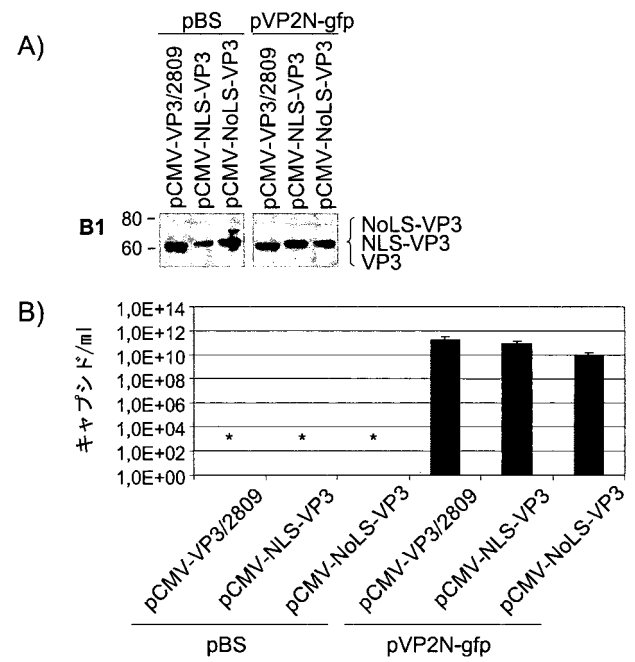 A)
pBS pVP2N-gfp
pCMV-VP3/2809
pCMV-NLS-VP3
pCMV-NoLS-VP3
pCMV-VP3/2809
pCMV-NLS-VP3
pCMV-NoLS-VP3
B1
80 -
60 -
NoLS-VP3
NLS-VP3
VP3
B)
キャプシド/ml
1,0E+14
1,0E+12
1,0E+10
1,0E+08
1,0E+06
1,0E+04
1,0E+02
1,0E+00
* * *
pCMV-VP3/2809
pCMV-NLS-VP3
pCMV-NoLS-VP3
pCMV-VP3/2809
pCMV-NLS-VP3
pCMV-NoLS-VP3
pBS pVP2N-gfp